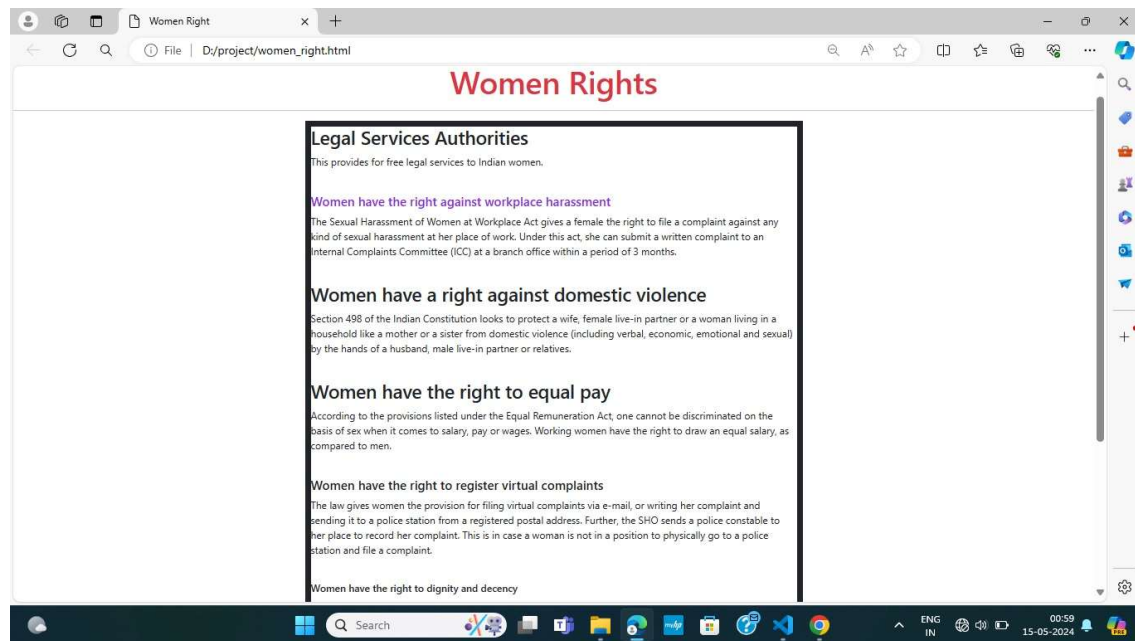 Women Right
File | D:/project/women_right.html
Women Rights
Legal Services Authorities
This provides for free legal services to Indian women.
Women have the right against workplace harassment
The Sexual Harassment of Women at Workplace Act gives a female the right to file a complaint against any
kind of sexual harassment at her place of work. Under this act, she can submit a written complaint to an
Internal Complaints Committee (ICC) at a branch office within a period of 3 months.
Women have a right against domestic violence
Section 498 of the Indian Constitution looks to protect a wife, female live-in partner or a woman living in a
household like a mother or a sister from domestic violence (including verbal, economic, emotional and sexual)
by the hands of a husband, male live-in partner or relatives.
Women have the right to equal pay
According to the provisions listed under the Equal Remuneration Act, one cannot be discriminated on the
basis of sex when it comes to salary, pay or wages. Working women have the right to draw an equal salary, as
compared to men.
Women have the right to register virtual complaints
The law gives women the provision for filing virtual complaints via e-mail, or writing her complaint and
sending it to a police station from a registered postal address. Further, the SHO sends a police constable to
her place to record her complaint. This is in case a woman is not in a position to physically go to a police
station and file a complaint.
Women have the right to dignity and decency
Search
ENG
IN
00:59
15-05-2024